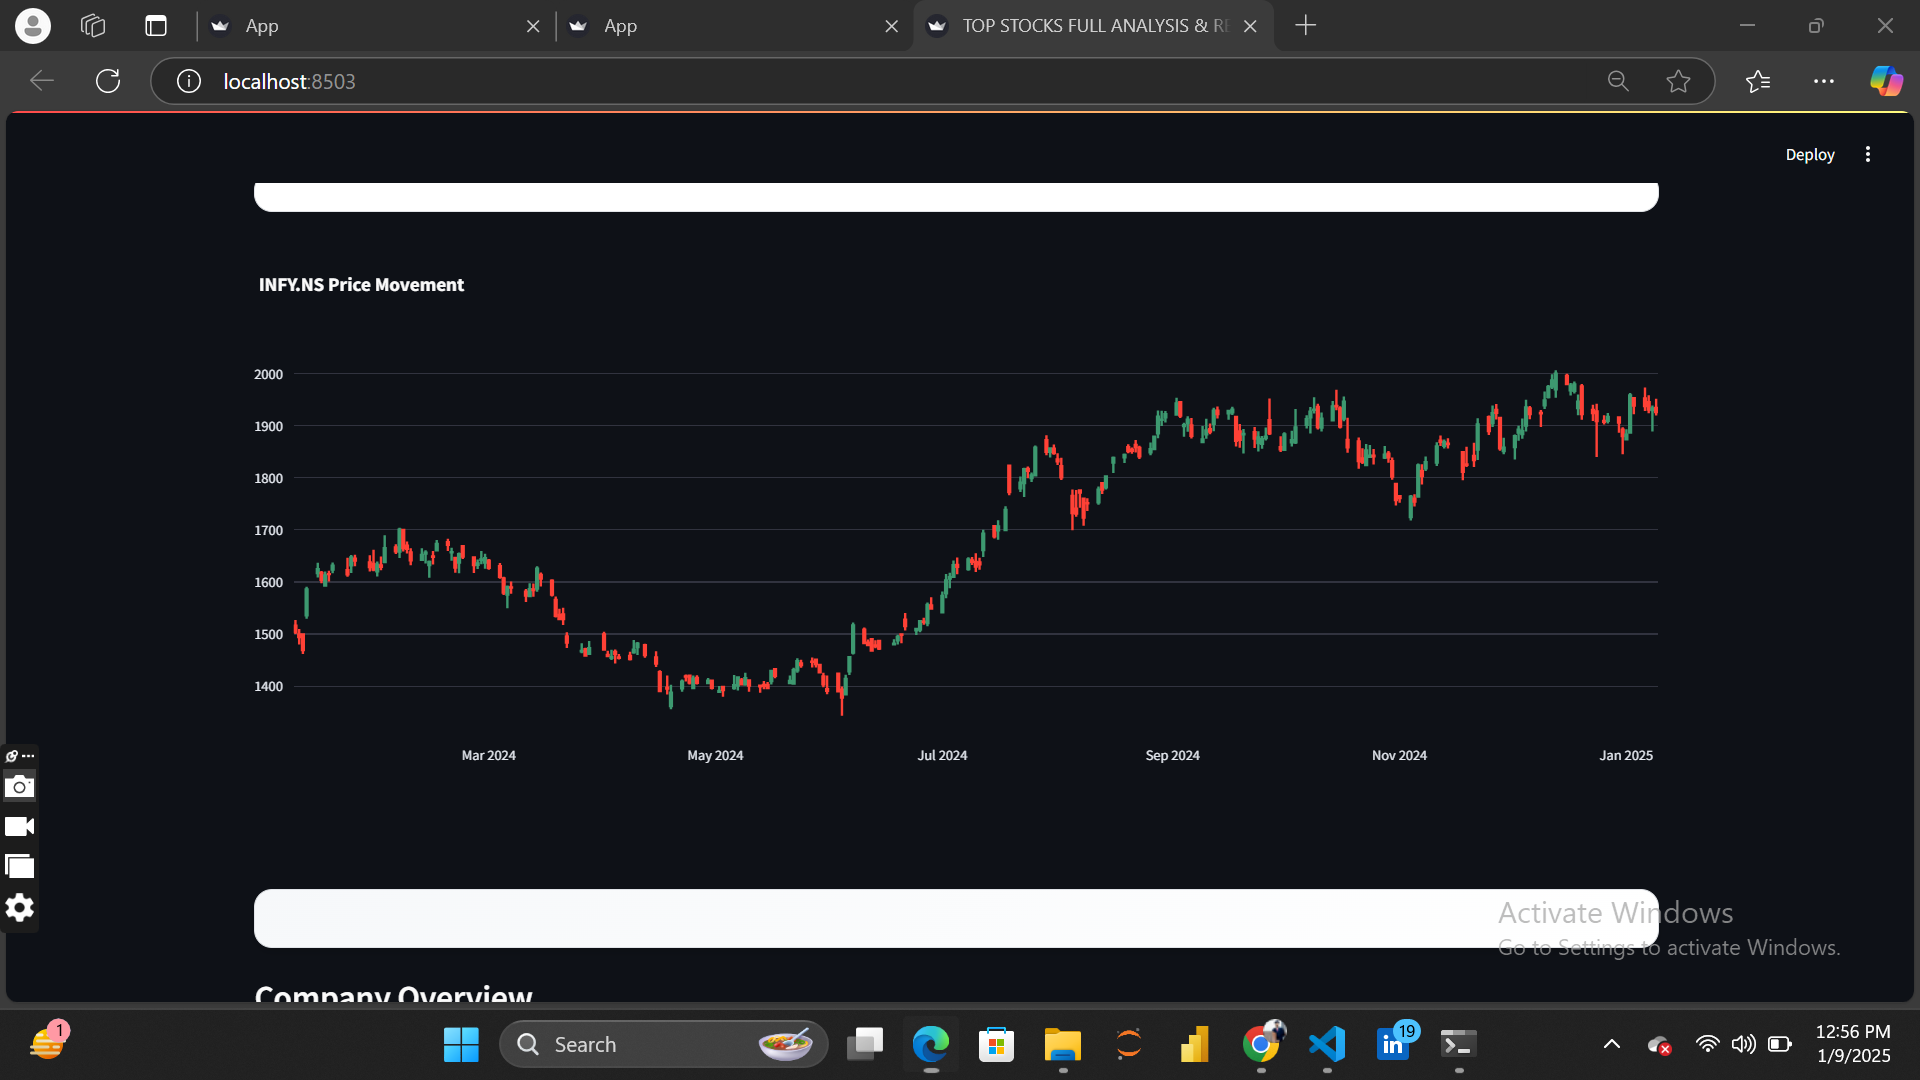 App
App
TOP STOCKS FULL ANALYSIS & RE
localhost:8503
Deploy
INFY.NS Price Movement
2000
1900
1800
1700
1600
1500
1400
Mar 2024 May 2024 Jul 2024 Sep 2024 Nov 2024 Jan 2025
Activate Windows
Go to Settings to activate Windows.
Company Overview
1
Search
in
19
12:56 PM
1/9/2025